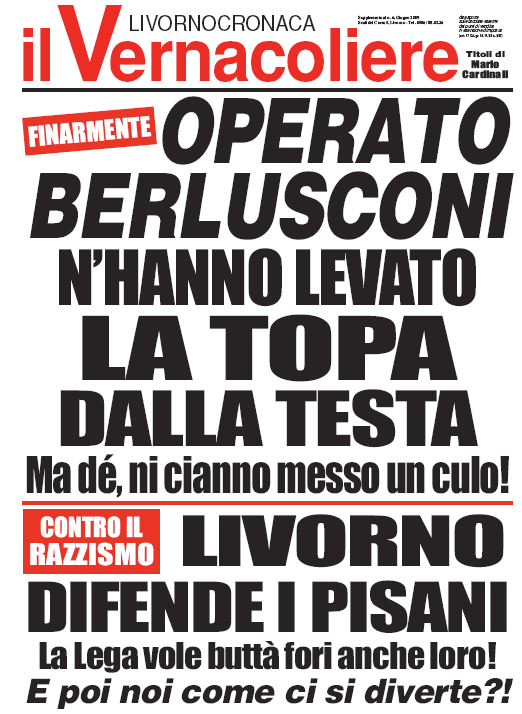 LIVORNOCRONACA
il Vernacoliere
Supplemento al n. 6, Giugno 2009
Titoli di
Mario
Cardinali
FINARMENTE
OPERATO
BERLUSCONI
N'HANNO LEVATO
LA TOPA
DALLA TESTA
Ma dé, ni cianno messo un culo!
CONTRO IL
RAZZISMO
LIVORNO
DIFENDE I PISANI
La Lega vole buttà fori anche loro!
E poi noi come ci si diverte?!